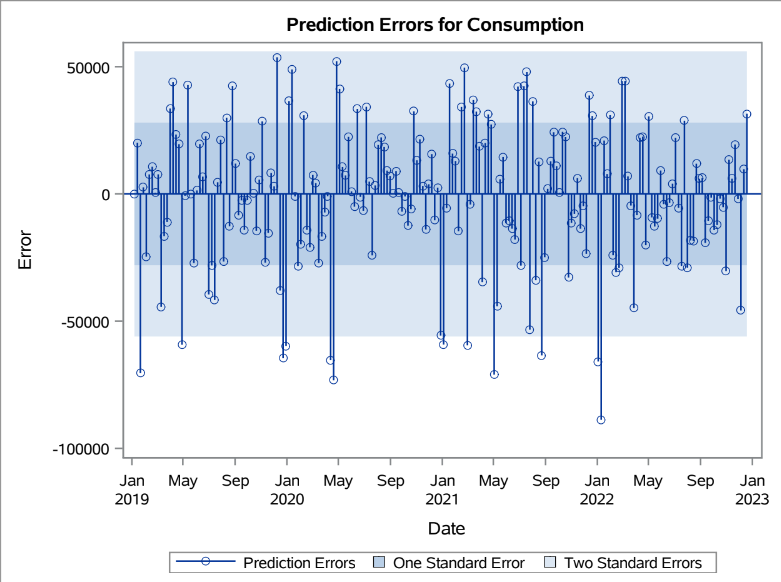 Prediction Errors for Consumption
50000
0
-50000
-100000
Error
Jan May Sep Jan May Sep Jan May Sep Jan May Sep Jan
2019 2020 2021 2022 2023
Date
Prediction Errors One Standard Error Two Standard Errors